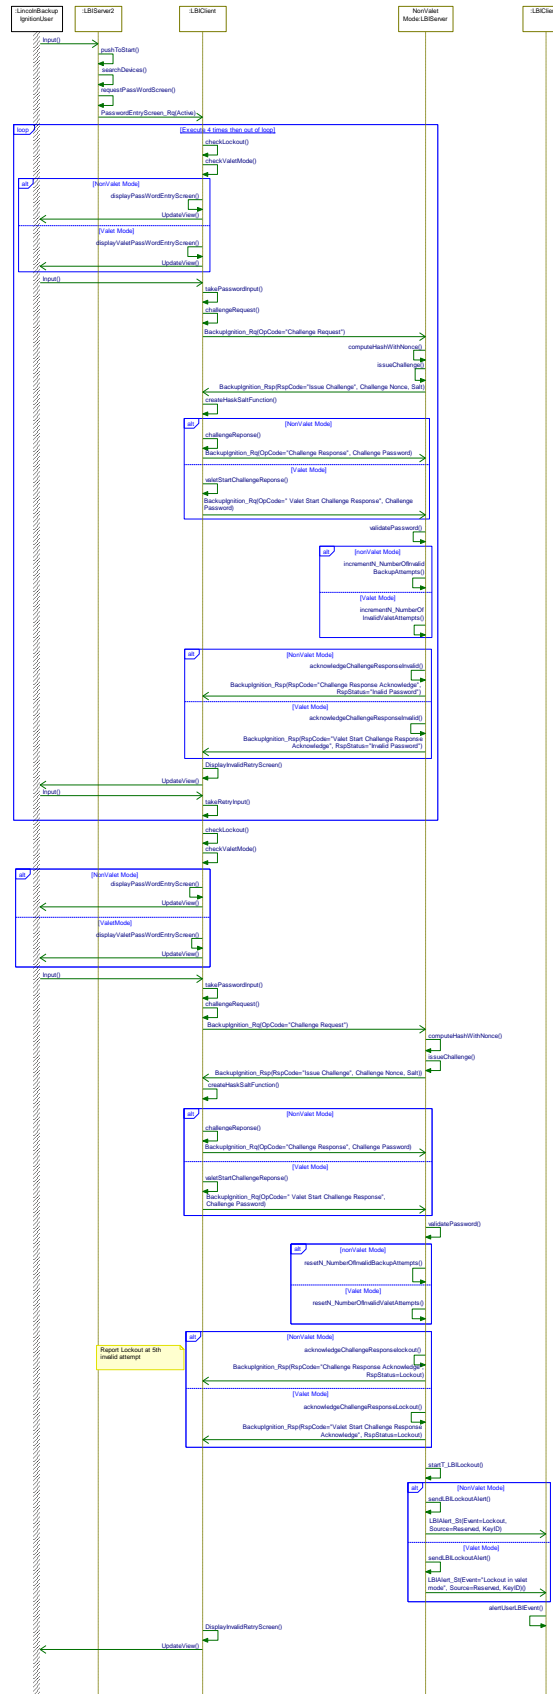 :LincolnBackup
IgnitionUser
:LBIServer2
:LBIClient
NonValet
Mode:LBIServer
:LBIClie
Input()
pushToStart()
searchDevices()
requestPassWordScreen()
PasswordEntryScreen_Rq(Active)
loop
[Execute 4 times then out of loop]
checkLockout()
checkValetMode()
alt
[NonValet Mode]
displayPassWordEntryScreen()
UpdateView()
[Valet Mode]
displayValetPassWordEntryScreen()
UpdateView()
Input()
takePasswordInput()
challengeRequest()
BackupIgnition_Rq(OpCode="Challenge Request")
computeHashWithNonce()
issueChallenge()
BackupIgnition_Rsp(RspCode="Issue Challenge", Challenge Nonce, Salt)
createHaskSaltFunction()
alt
[NonValet Mode]
challengeReponse()
BackupIgnition_Rq(OpCode="Challenge Response", Challenge Password)
[Valet Mode]
valetStartChallengeReponse()
BackupIgnition_Rq(OpCode=" Valet Start Challenge Response", Challenge
Password)
validatePassword()
alt
[nonValet Mode]
incrementN_NumberOfInvalid
BackupAttempts()
[Valet Mode]
incrementN_NumberOf
InvalidValetAttempts()
alt
[NonValet Mode]
acknowledgeChallengeResponseInvalid()
BackupIgnition_Rsp(RspCode="Challenge Response Acknowledge",
RspStatus="Inalid Password")
[Valet Mode]
acknowledgeChallengeResponseInvalid()
BackupIgnition_Rsp(RspCode="Valet Start Challenge Response
Acknowledge", RspStatus="Invalid Password")
DisplayInvalidRetryScreen()
UpdateView()
Input()
takeRetryInput()
checkLockout()
checkValetMode()
alt
[NonValet Mode]
displayPassWordEntryScreen()
UpdateView()
[ValetMode]
displayValetPassWordEntryScreen()
UpdateView()
Input()
takePasswordInput()
challengeRequest()
BackupIgnition_Rq(OpCode="Challenge Request")
computeHashWithNonce()
issueChallenge()
BackupIgnition_Rsp(RspCode="Issue Challenge", Challenge Nonce, Salt))
createHaskSaltFunction()
alt
[NonValet Mode]
challengeReponse()
BackupIgnition_Rq(OpCode="Challenge Response", Challenge Password)
[Valet Mode]
valetStartChallengeReponse()
BackupIgnition_Rq(OpCode=" Valet Start Challenge Response",
Challenge Password)
validatePassword()
alt
[nonValet Mode]
resetN_NumberOfInvalidBackupAttempts()
[Valet Mode]
resetN_NumberOfInvalidValetAttempts()
alt
[NonValet Mode]
Report Lockout at 5th
invalid attempt
acknowledgeChallengeResponselockout()
BackupIgnition_Rsp(RspCode="Challenge Response Acknowledge",
RspStatus=Lockout)
[Valet Mode]
acknowledgeChallengeResponseLockout()
BackupIgnition_Rsp(RspCode="Valet Start Challenge Response
Acknowledge", RspStatus=Lockout)
startT_LBILockout()
alt
[NonValet Mode]
sendLBILockoutAlert()
LBIAlert_St(Event=Lockout,
Source=Reserved, KeyID)
[Valet Mode]
sendLBILockoutAlert()
LBIAlert_St(Event="Lockout in valet
mode", Source=Reserved, KeyID)()
alertUserLBIEvent()
DisplayInvalidRetryScreen()
UpdateView()